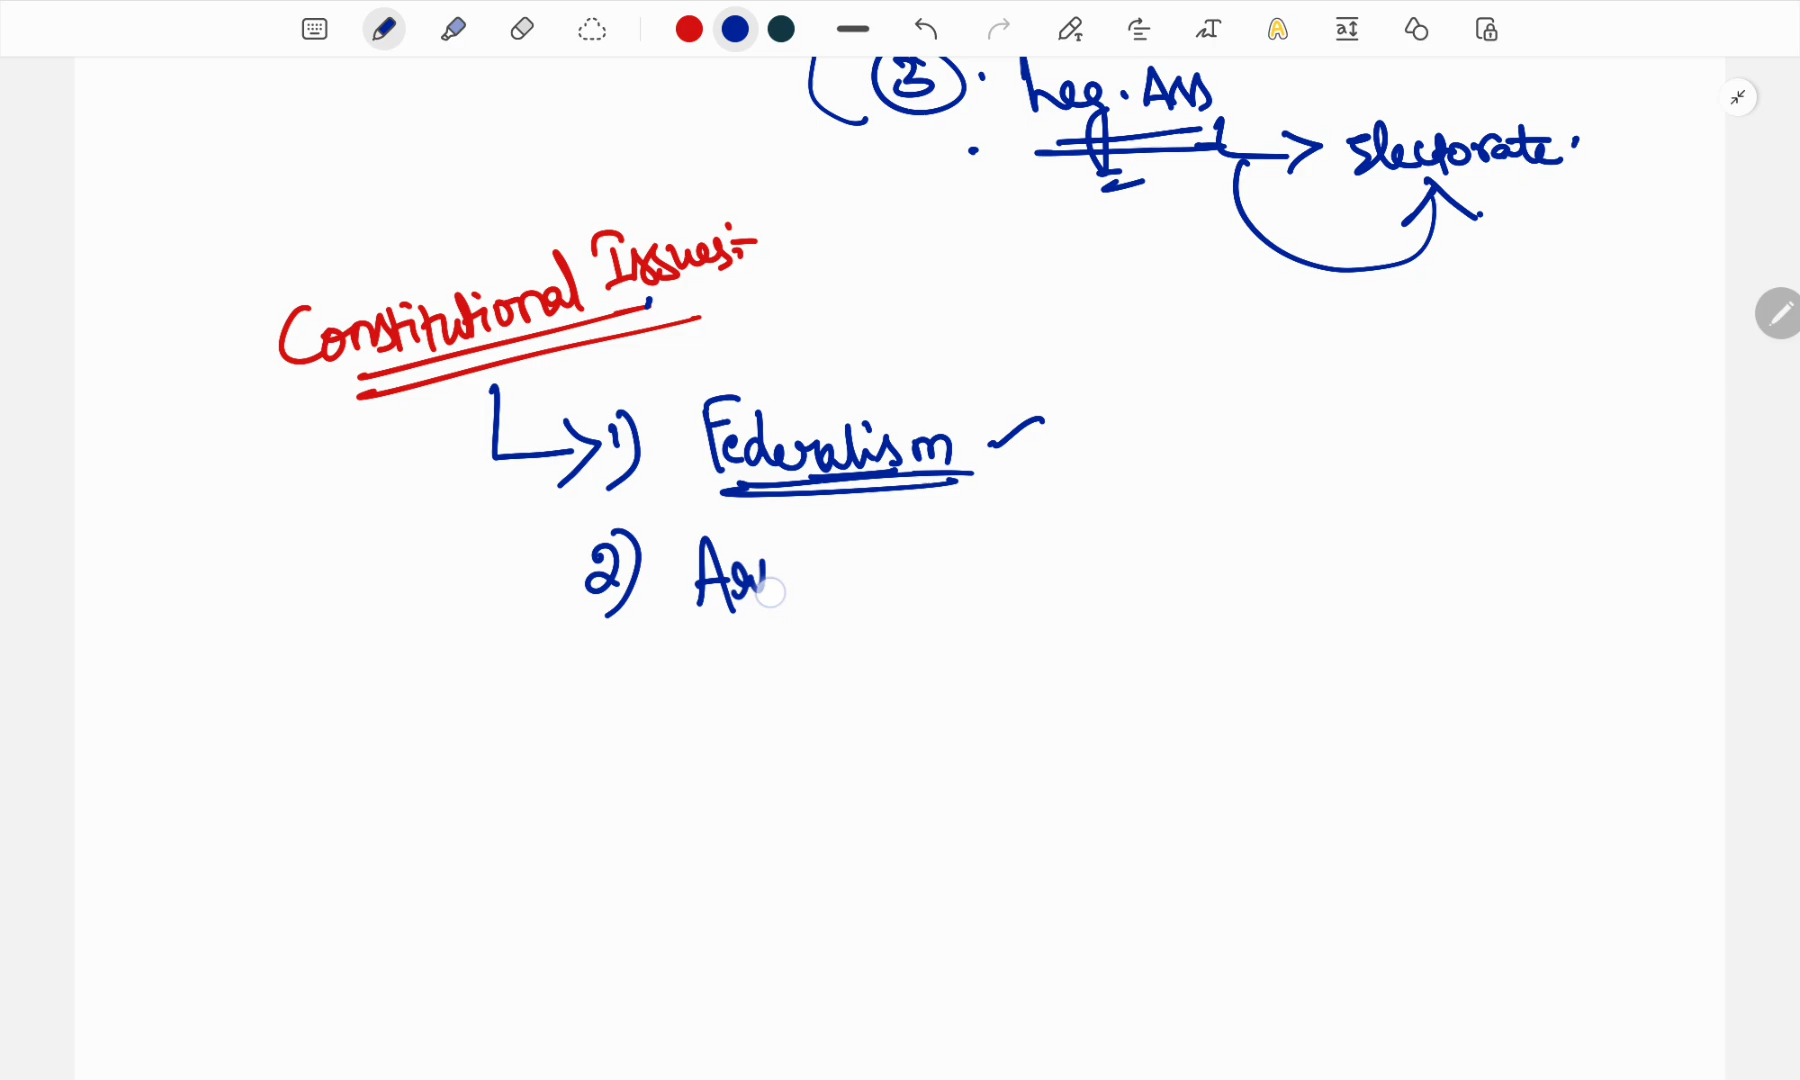 3. Leg. Ass
→ electorate.
Constitutional Issues:-
1) Federalism
2)